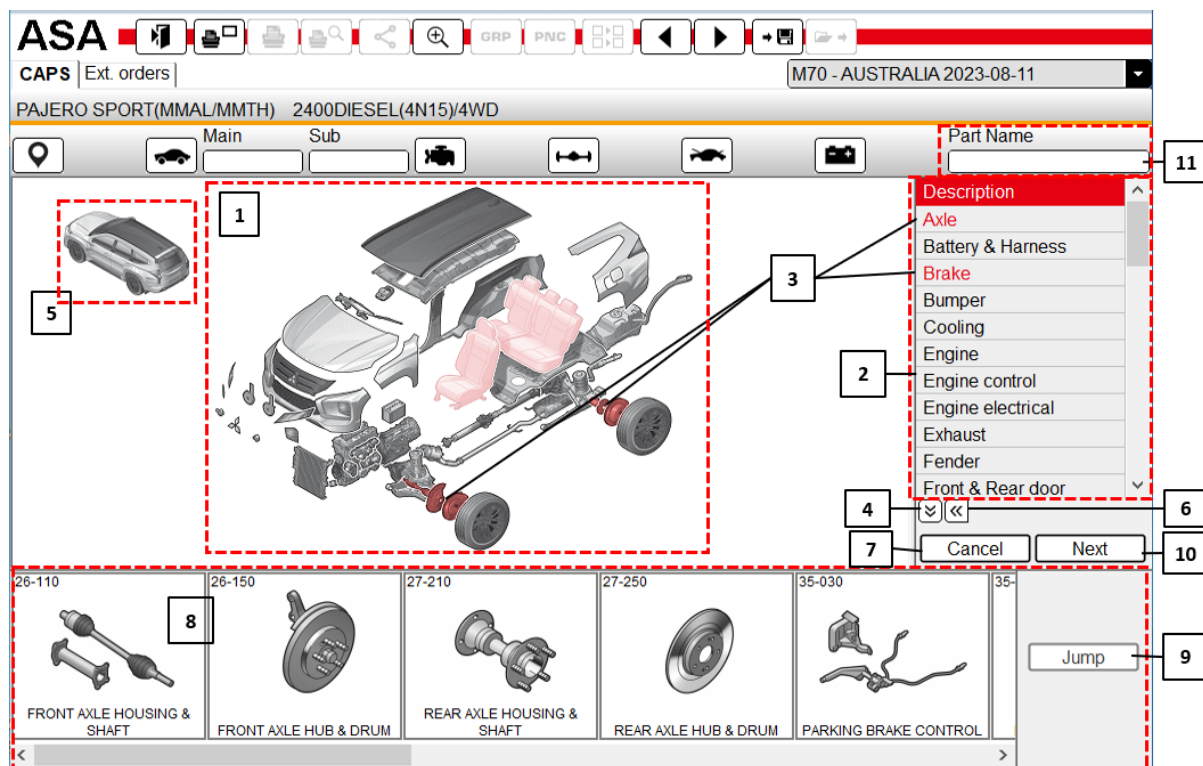 ASA GRP PNC
CAPS Ext. orders M70 - AUSTRALIA 2023-08-11
PAJERO SPORT(MMAL/MMTH) 2400DIESEL(4N15)/4WD
Main Sub Part Name
11
1
5
3
2
Description
Axle
Battery & Harness
Brake
Bumper
Cooling
Engine
Engine control
Engine electrical
Exhaust
Fender
Front & Rear door
4
6
7
Cancel Next
10
26-110 26-150 27-210 27-250 35-030 35-
8
Jump
9
FRONT AXLE HOUSING &
SHAFT
FRONT AXLE HUB & DRUM
REAR AXLE HOUSING &
SHAFT
REAR AXLE HUB & DRUM
PARKING BRAKE CONTROL